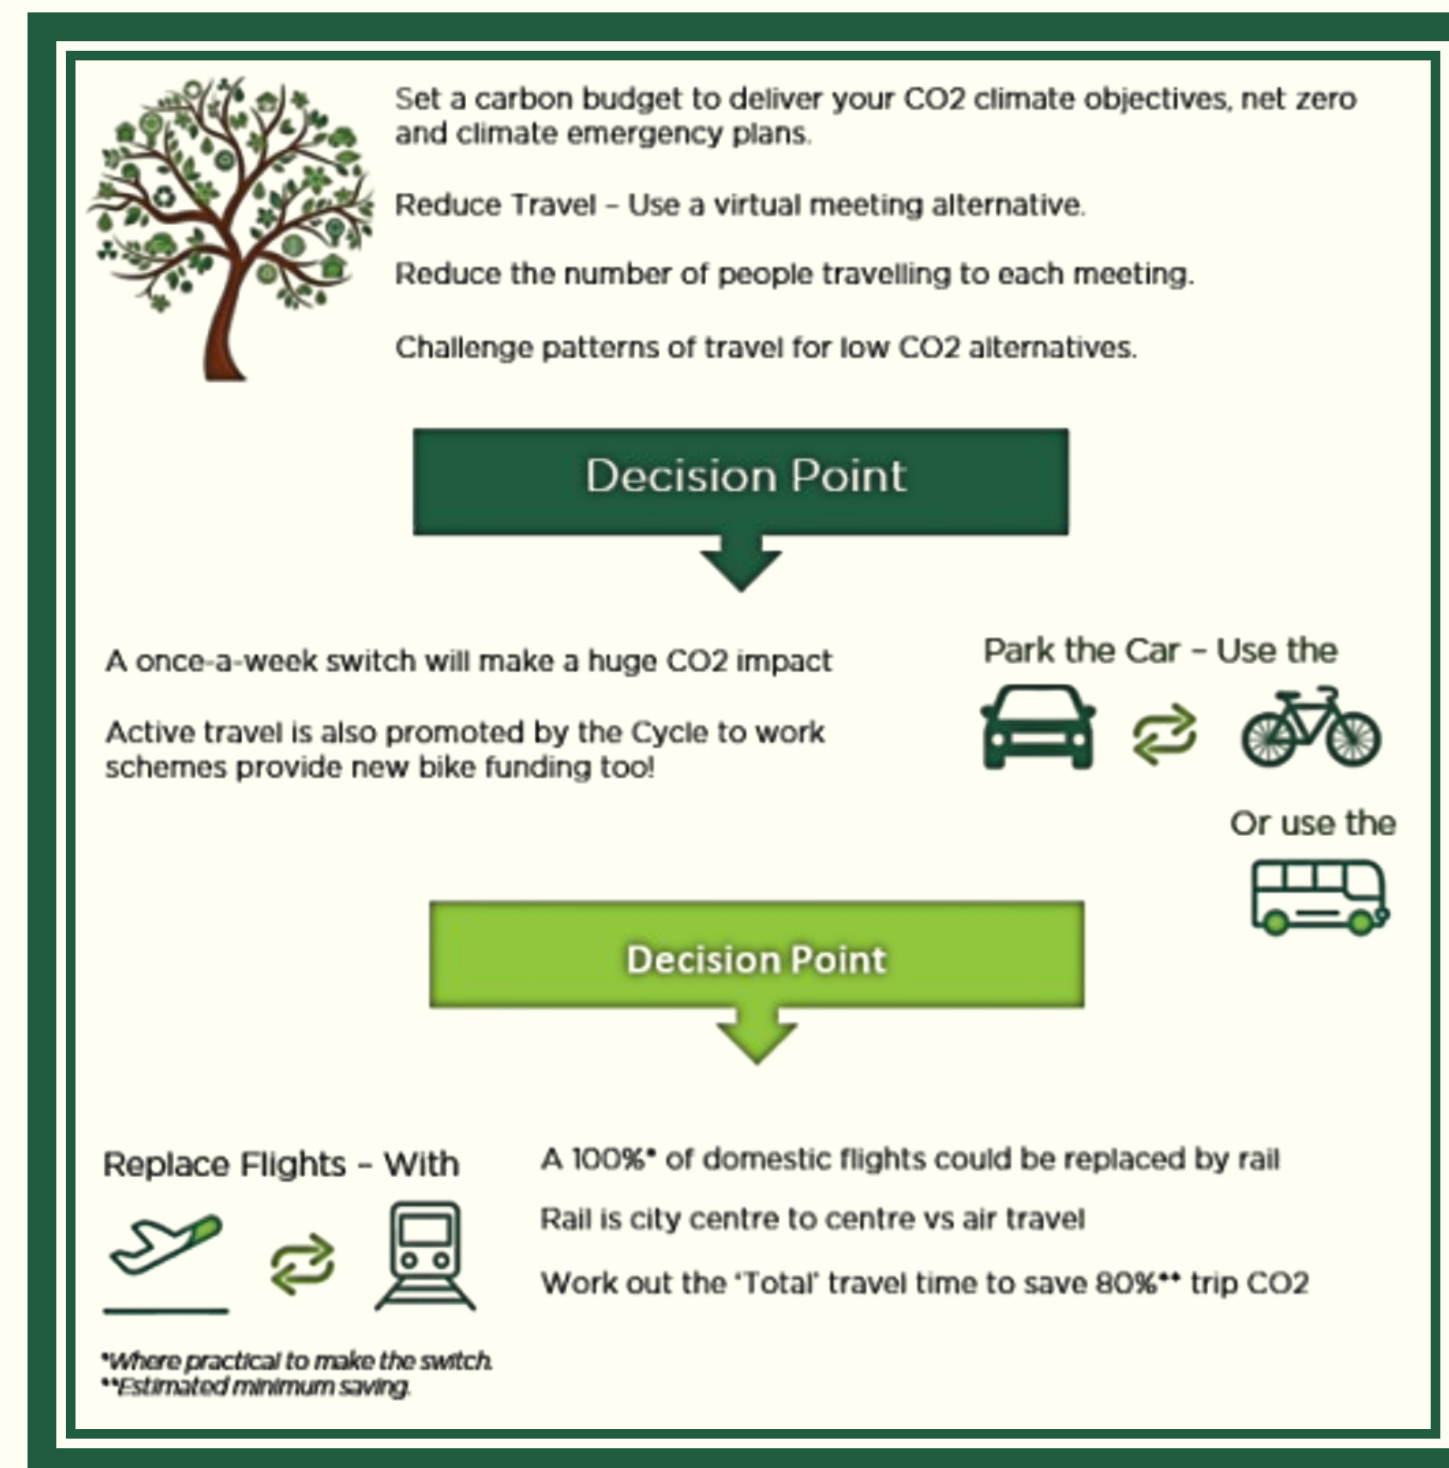 Set a carbon budget to deliver your CO2 climate objectives, net zero
and climate emergency plans.
Reduce Travel – Use a virtual meeting alternative.
Reduce the number of people travelling to each meeting.
Challenge patterns of travel for low CO2 alternatives.
Decision Point
A once-a-week switch will make a huge CO2 impact
Active travel is also promoted by the Cycle to work
schemes provide new bike funding too!
Park the Car – Use the
Or use the
Decision Point
Replace Flights – With
A 100%* of domestic flights could be replaced by rail
Rail is city centre to centre vs air travel
Work out the ‘Total’ travel time to save 80%** trip CO2
*Where practical to make the switch.
**Estimated minimum saving.